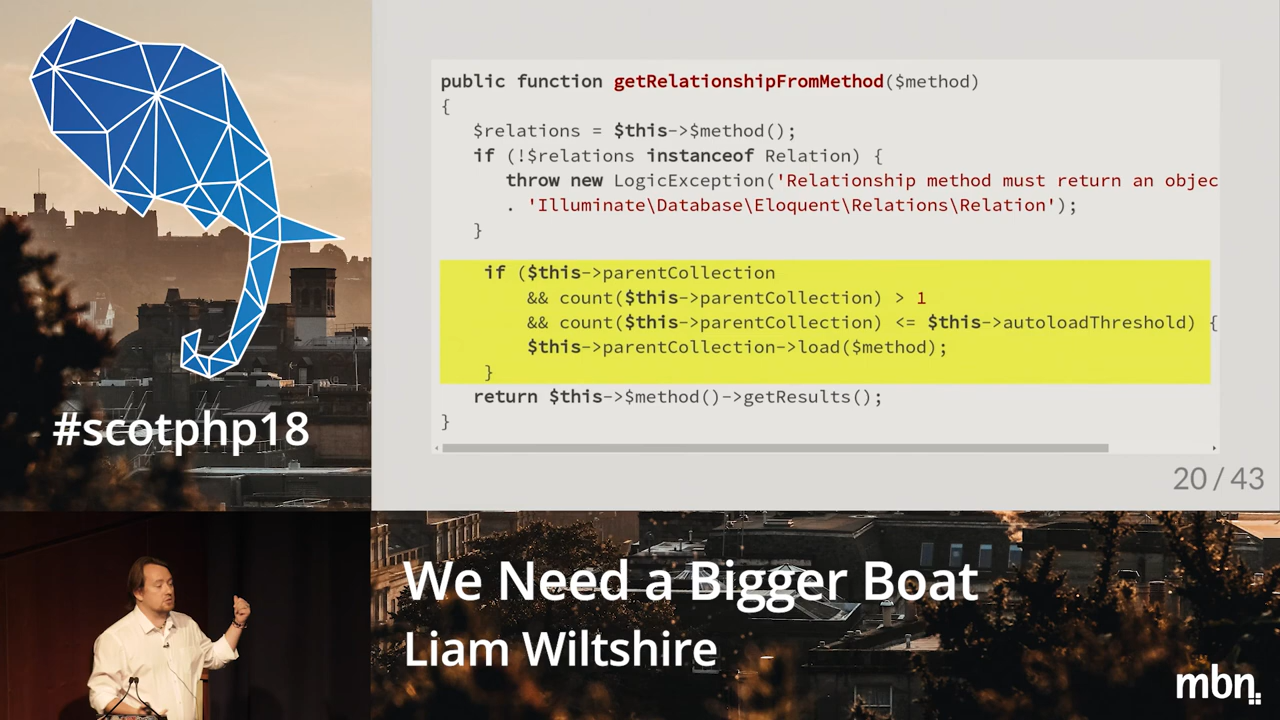 public function getRelationshipFromMethod($method)
{
$relations = $this->$method();
if (!$relations instanceof Relation) {
throw new LogicException('Relationship method must return an objec
. 'Illuminate\Database\Eloquent\Relations\Relation');
}
if ($this->parentCollection
&& count($this->parentCollection) > 1
&& count($this->parentCollection) <= $this->autoloadThreshold) {
$this->parentCollection->load($method);
}
return $this->$method()->getResults();
}
20 / 43
#scotphp18
We Need a Bigger Boat
Liam Wiltshire
mbn